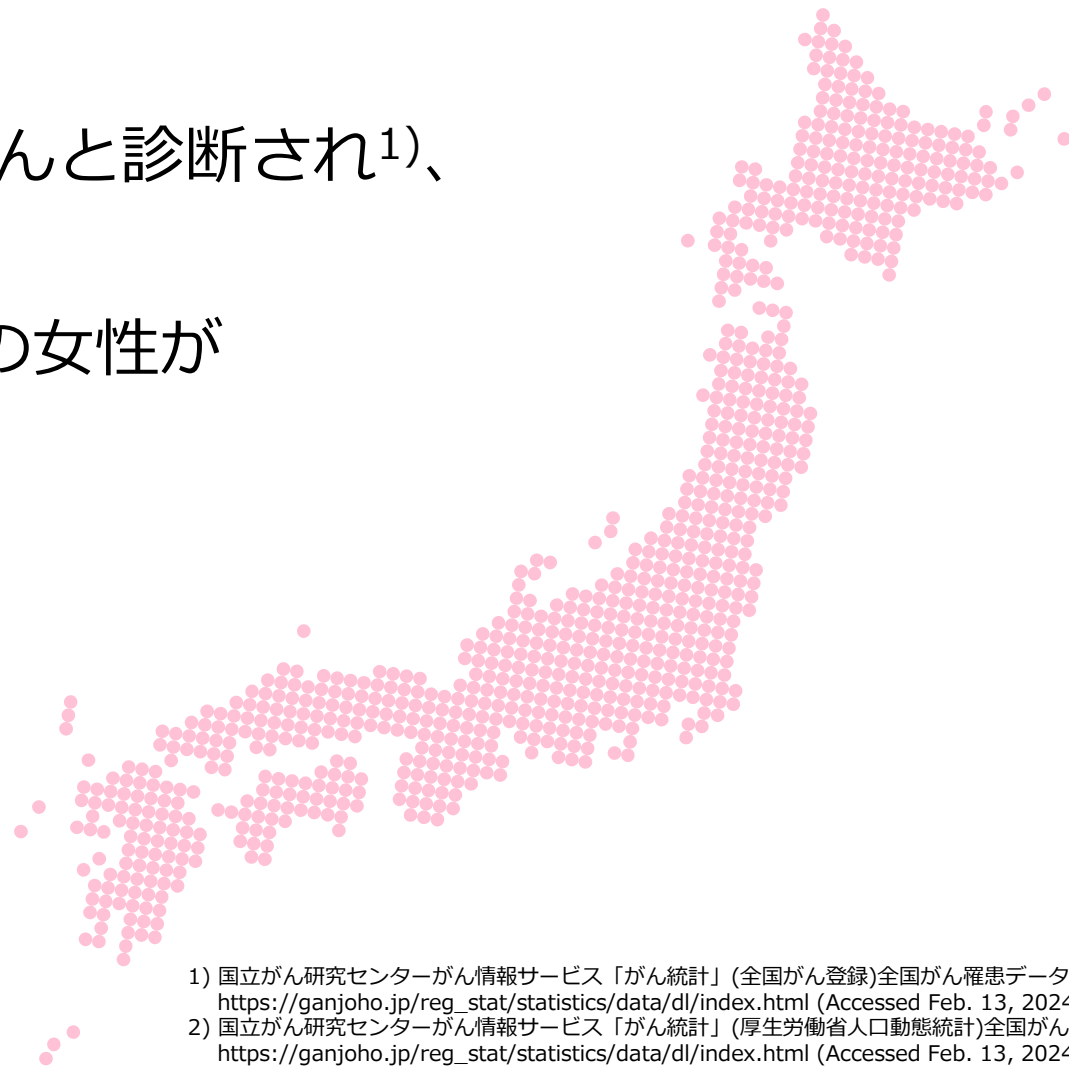 んと診断され1)、
の女性が
1) 国立がん研究センターがん情報サービス「がん統計」(全国がん登録)全国がん罹患データ
https://ganjoho.jp/reg_stat/statistics/data/dl/index.html (Accessed Feb. 13, 2024
2) 国立がん研究センターがん情報サービス「がん統計」(厚生労働省人口動態統計)全国がん
https://ganjoho.jp/reg_stat/statistics/data/dl/index.html (Accessed Feb. 13, 2024